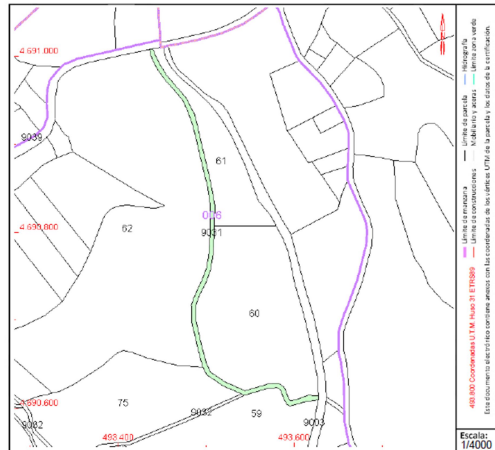 4 691.000
4 690.800
4 690.600
493.400
493.600
9039
61
62
008
9031
60
75
9032
59
9003
9032
Límite de manzana
Límite de parcela
Hidrografía
Límite de construcciones
Mobiliario y aceras
Límite zona verde
493.800 Coordenadas U.T.M. Huso 31 ETRS89
Este documento electrónico contiene anexos con las coordenadas de los vértices UTM de la parcela y los datos de la certificación.
Escala:
1/4000